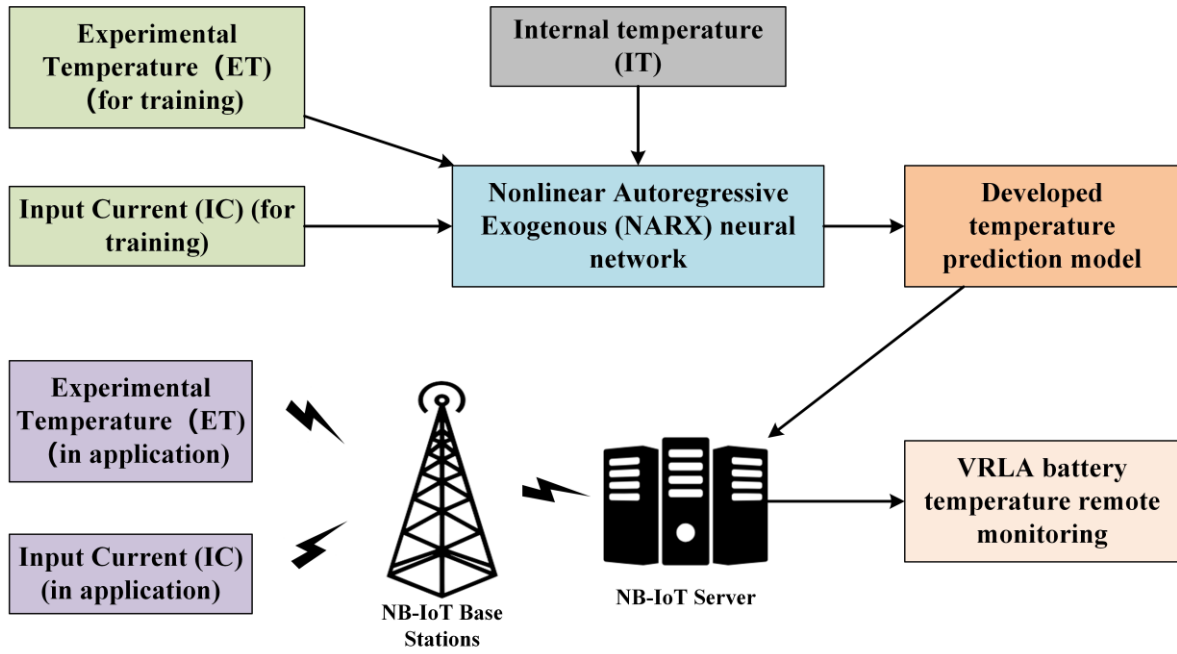 Experimental
Temperature（ET)
（for training)
Internal temperature
(IT)
Input Current (IC) (for
training)
Nonlinear Autoregressive
Exogenous (NARX) neural
network
Developed
temperature
prediction model
Experimental
Temperature（ET)
（in application)
Input Current (IC)
(in application)
NB-IoT Base
Stations
NB-IoT Server
VRLA battery
temperature remote
monitoring